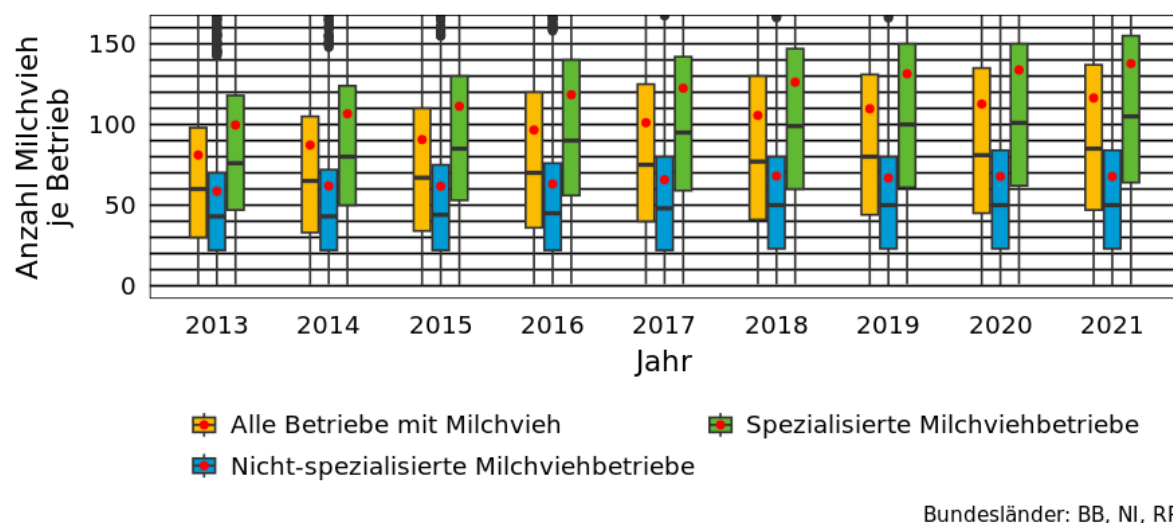 Anzahl Milchvieh
je Betrieb
150
100
50
0
2013 2014 2015 2016 2017 2018 2019 2020 2021
Jahr
Alle Betriebe mit Milchvieh
Spezialisierte Milchviehbetriebe
Nicht-spezialisierte Milchviehbetriebe
Bundesländer: BB, NI,